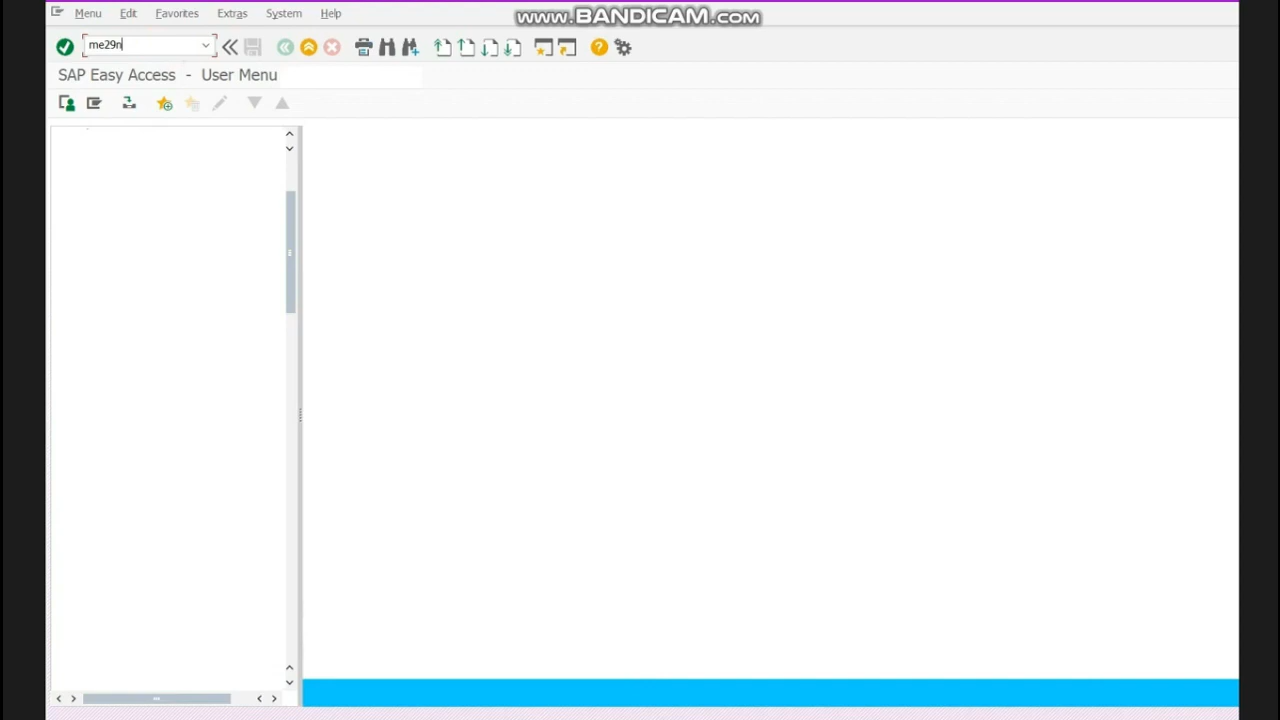 www.BANDICAM.com
Menu Edit Favorites Extras System Help
me29n
SAP Easy Access - User Menu